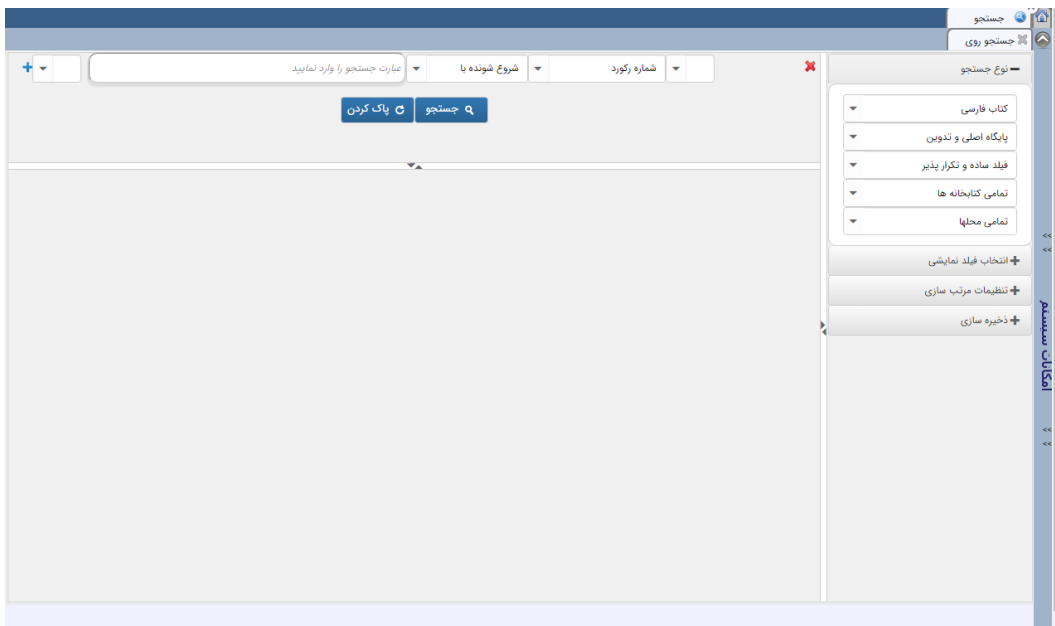 جستجو
جستجو روی
نوع جستجو
کتاب فارسی
پایگاه اصلی و تدوین
فیلد ساده و تکرار پذیر
تمامی کتابخانه ها
تمامی محلها
انتخاب فیلد نمایشی
تنظیمات مرتب سازی
ذخیره سازی
شماره رکورد
شروع شونده با
عبارت جستجو را وارد نمایید
جستجو
پاک کردن
امکانات سیستم